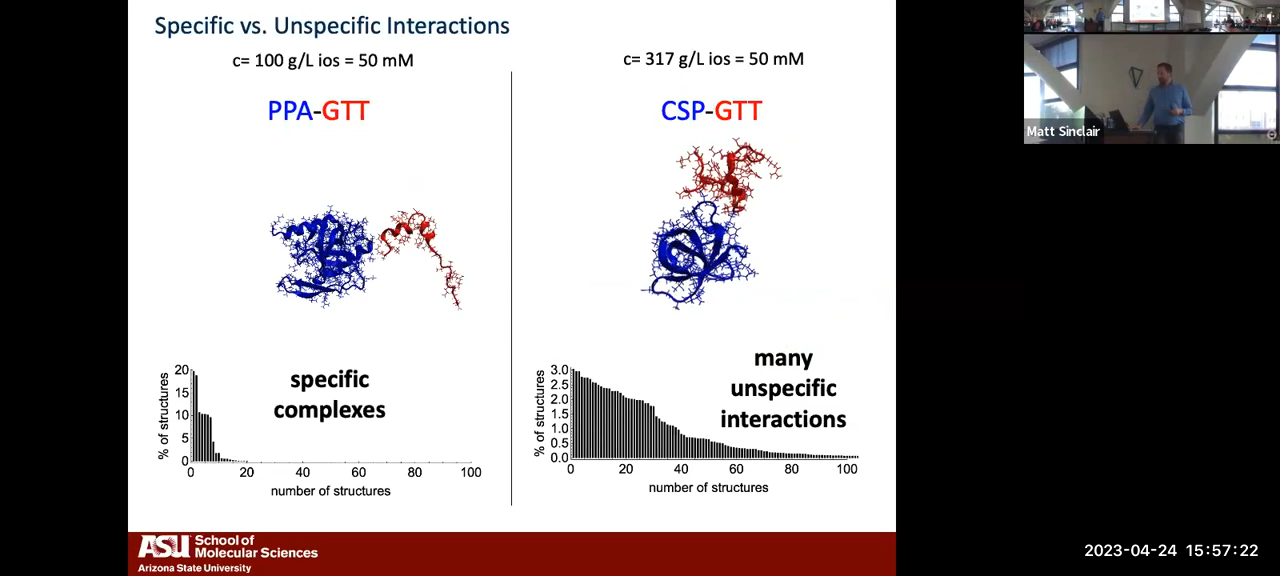 Specific vs. Unspecific Interactions
c= 100 g/L ios = 50 mM
PPA-GTT
specific
complexes
% of structures
20
15
10
5
0
0 20 40 60 80 100
number of structures
c= 317 g/L ios = 50 mM
CSP-GTT
many
unspecific
interactions
% of structures
3.0
2.5
2.0
1.5
1.0
0.5
0.0
0 20 40 60 80 100
number of structures
ASU School of
Molecular Sciences
Arizona State University
Matt Sinclair
2023-04-24 15:57:22